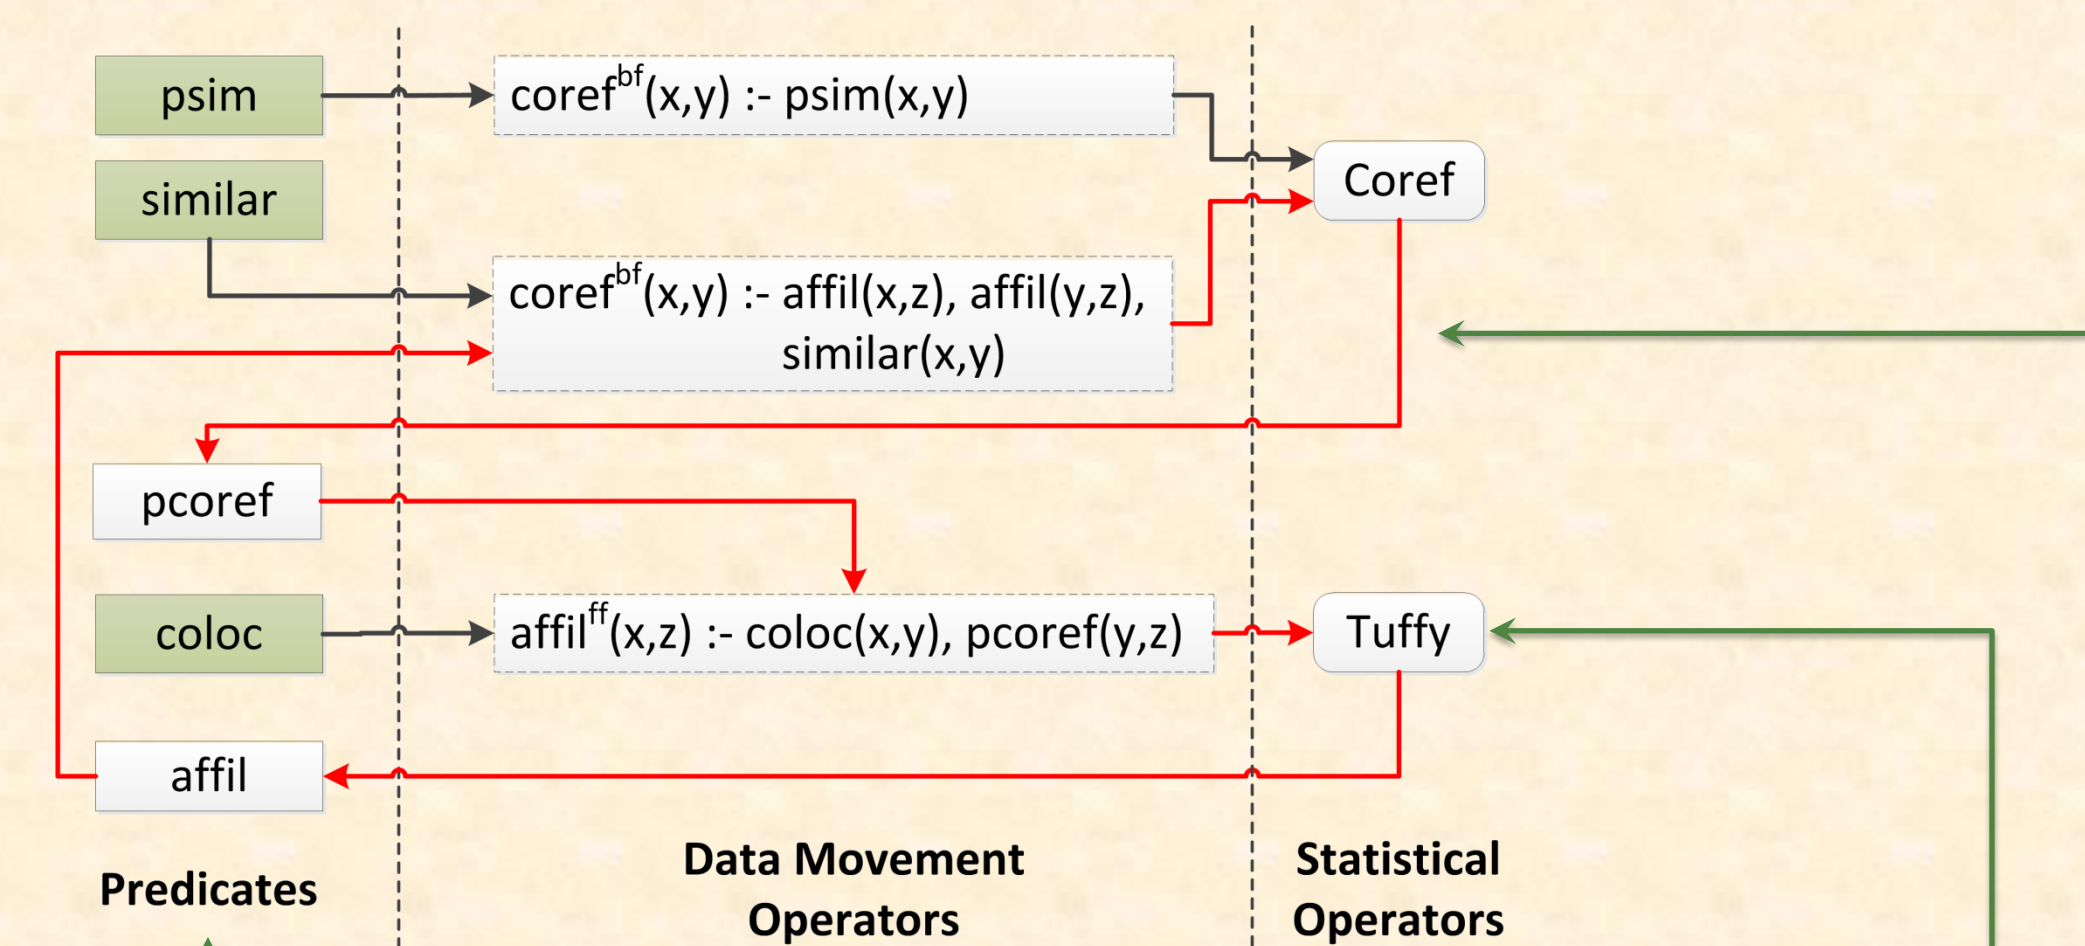 psim
coref^bf(x,y) :- psim(x,y)
similar
Coref
coref^bf(x,y) :- affil(x,z), affil(y,z),
similar(x,y)
pcoref
coloc
affil^ff(x,z) :- coloc(x,y), pcoref(y,z)
Tuffy
affil
Predicates
Data Movement
Operators
Statistical
Operators